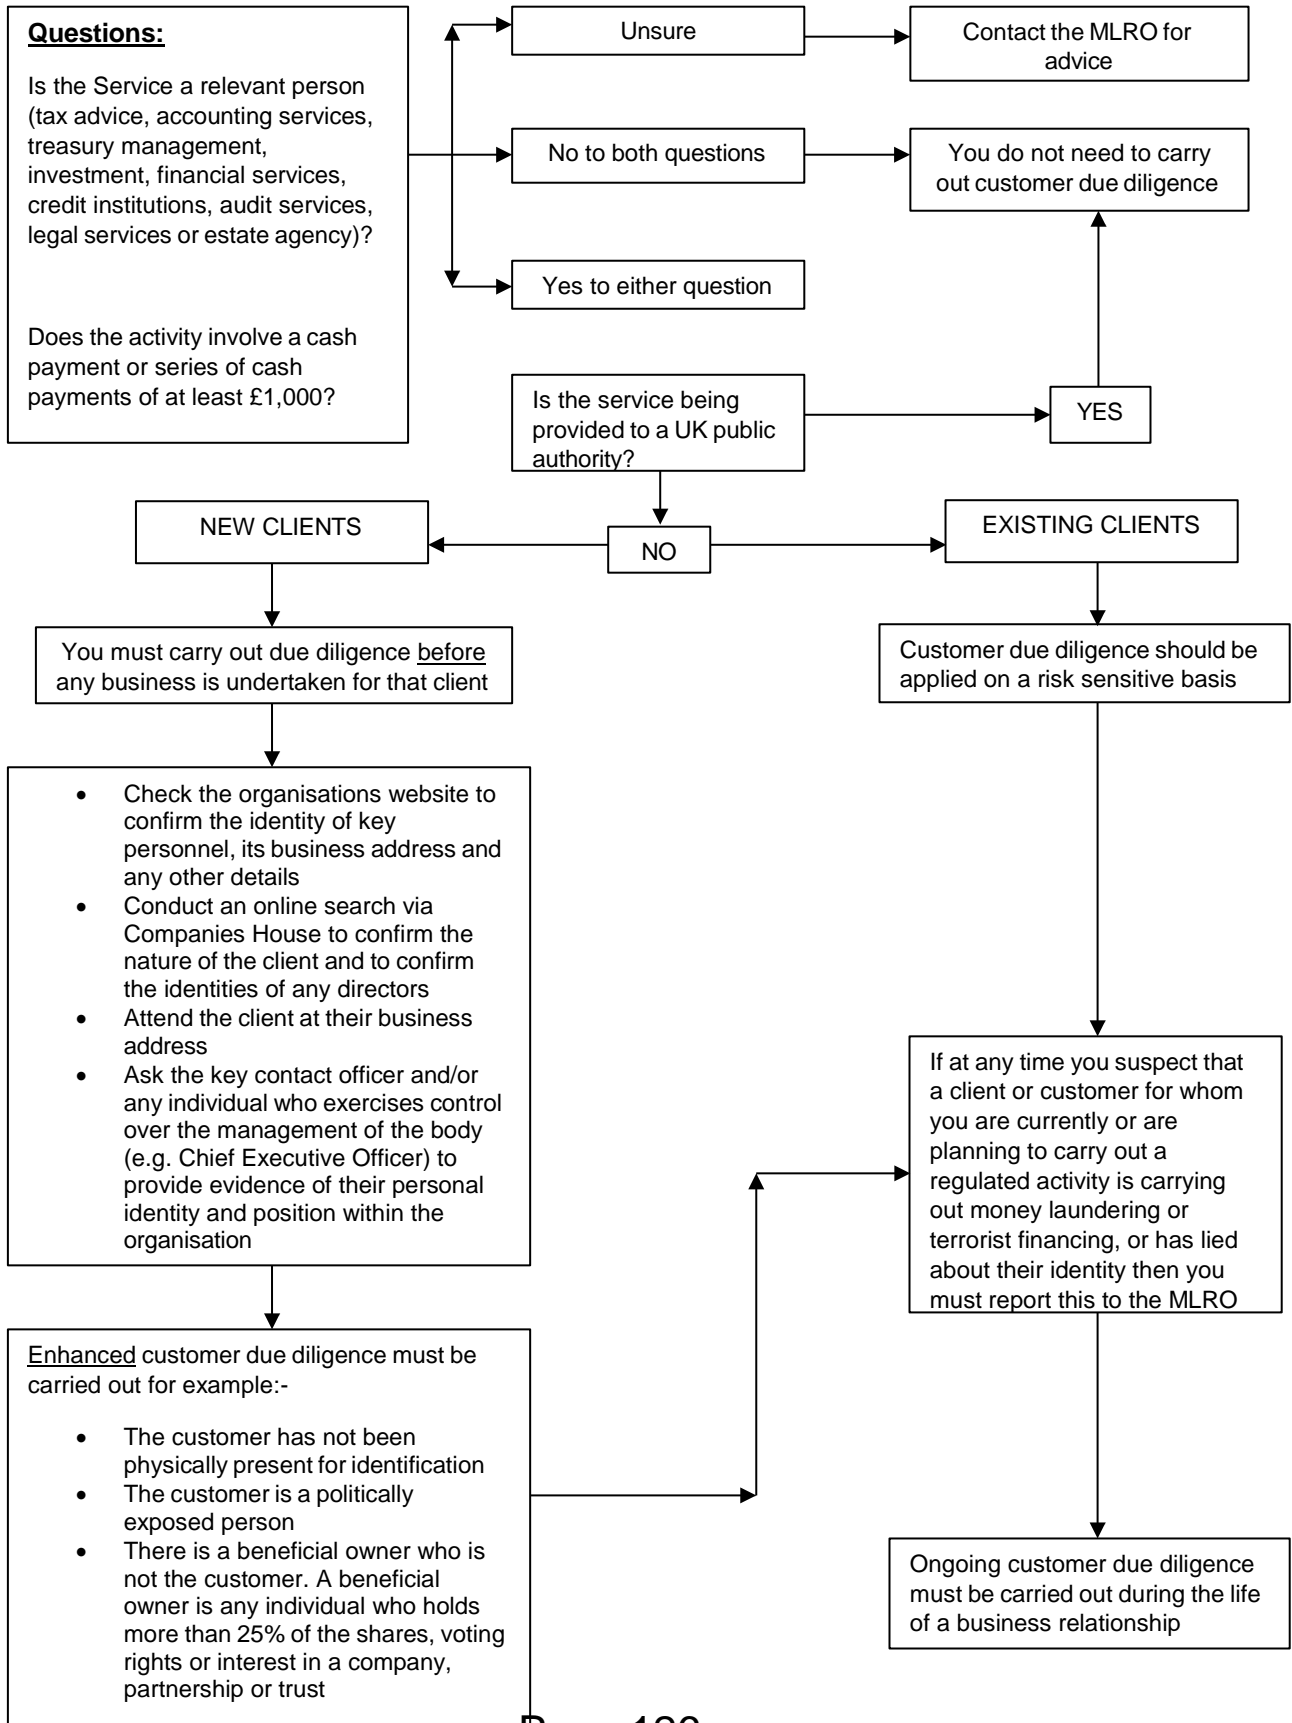 Questions:
Is the Service a relevant person
(tax advice, accounting services,
treasury management,
investment, financial services,
credit institutions, audit services,
legal services or estate agency)?
Does the activity involve a cash
payment or series of cash
payments of at least £1,000?
Unsure
Contact the MLRO for
advice
No to both questions
You do not need to carry
out customer due diligence
Yes to either question
Is the service being
provided to a UK public
authority?
YES
NO
NEW CLIENTS
EXISTING CLIENTS
You must carry out due diligence before
any business is undertaken for that client
Customer due diligence should be
applied on a risk sensitive basis
• Check the organisations website to
confirm the identity of key
personnel, its business address and
any other details
• Conduct an online search via
Companies House to confirm the
nature of the client and to confirm
the identities of any directors
• Attend the client at their business
address
• Ask the key contact officer and/or
any individual who exercises control
over the management of the body
(e.g. Chief Executive Officer) to
provide evidence of their personal
identity and position within the
organisation
If at any time you suspect that
a client or customer for whom
you are currently or are
planning to carry out a
regulated activity is carrying
out money laundering or
terrorist financing, or has lied
about their identity then you
must report this to the MLRO
Enhanced customer due diligence must be
carried out for example:-
• The customer has not been
physically present for identification
• The customer is a politically
exposed person
• There is a beneficial owner who is
not the customer. A beneficial
owner is any individual who holds
more than 25% of the shares, voting
rights or interest in a company,
partnership or trust
Ongoing customer due diligence
must be carried out during the life
of a business relationship